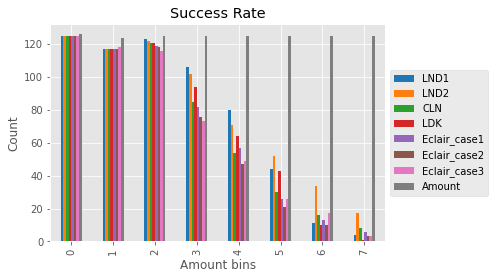 Success Rate
120
100
80
60
40
20
0
Count
0
1
2
3
4
5
6
7
Amount bins
LND1
LND2
CLN
LDK
Eclair_case1
Eclair_case2
Eclair_case3
Amount